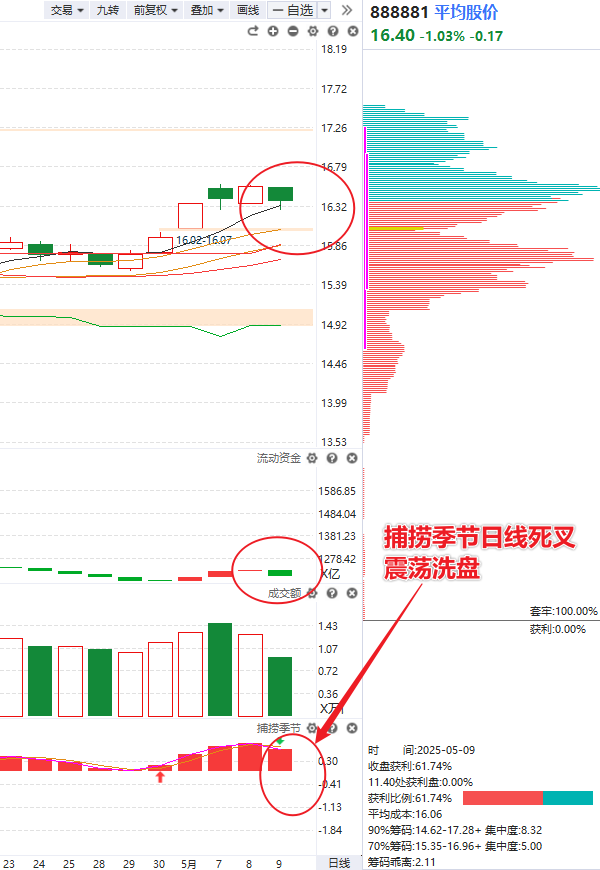 交易 九转 前复权 叠加 画线 一 自选
888881 平均股价
16.40 -1.03% -0.17
18.19
17.72
17.26
16.79
16.32
16.02-16.07
15.86
15.39
14.92
14.46
13.99
13.53
流动资金
1586.85
1484.04
1381.23
1278.42
X亿
捕捞季节日线死叉
震荡洗盘
成交额
套牢:100.00%
获利:0.00%
1.43
1.07
0.72
0.36
X万亿
捕捞季节
0.30
-0.41
-1.13
-1.84
时 间:2025-05-09
收盘获利:61.74%
11.40处获利盘:0.00%
获利比例:61.74%
平均成本:16.06
90%筹码:14.62-17.28+ 集中度:8.32
70%筹码:15.35-16.96+ 集中度:5.00
筹码乖离:2.11
23 24 25 28 29 30 5月 7 8 9 日线